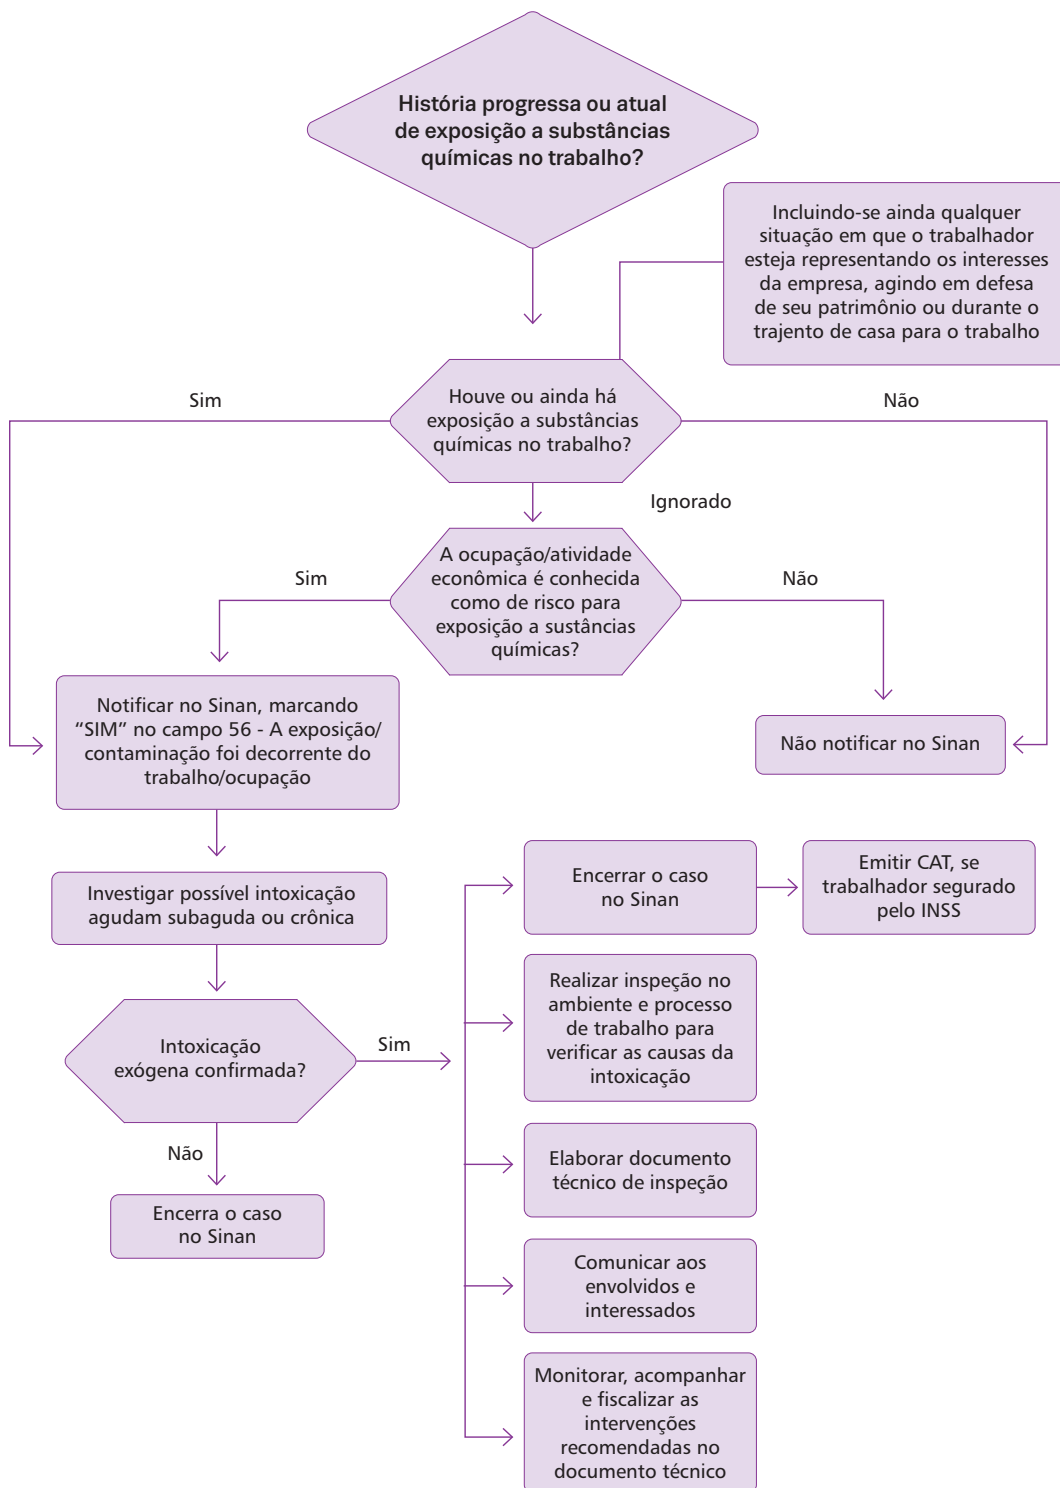 História progressa ou atual
de exposição a substâncias
químicas no trabalho?
Incluindo-se ainda qualquer
situação em que o trabalhador
esteja representando os interesses
da empresa, agindo em defesa
de seu patrimônio ou durante o
trajento de casa para o trabalho
Sim
Houve ou ainda há
exposição a substâncias
químicas no trabalho?
Não
Ignorado
Sim
A ocupação/atividade
econômica é conhecida
como de risco para
exposição a sustâncias
químicas?
Não
Notificar no Sinan, marcando
“SIM” no campo 56 - A exposição/
contaminação foi decorrente do
trabalho/ocupação
Não notificar no Sinan
Investigar possível intoxicação
agudam subaguda ou crônica
Encerrar o caso
no Sinan
Emitir CAT, se
trabalhador segurado
pelo INSS
Realizar inspeção no
ambiente e processo
de trabalho para
verificar as causas da
intoxicação
Intoxicação
exógena confirmada?
Sim
Não
Elaborar documento
técnico de inspeção
Encerra o caso
no Sinan
Comunicar aos
envolvidos e
interessados
Monitorar, acompanhar
e fiscalizar as
intervenções
recomendadas no
documento técnico